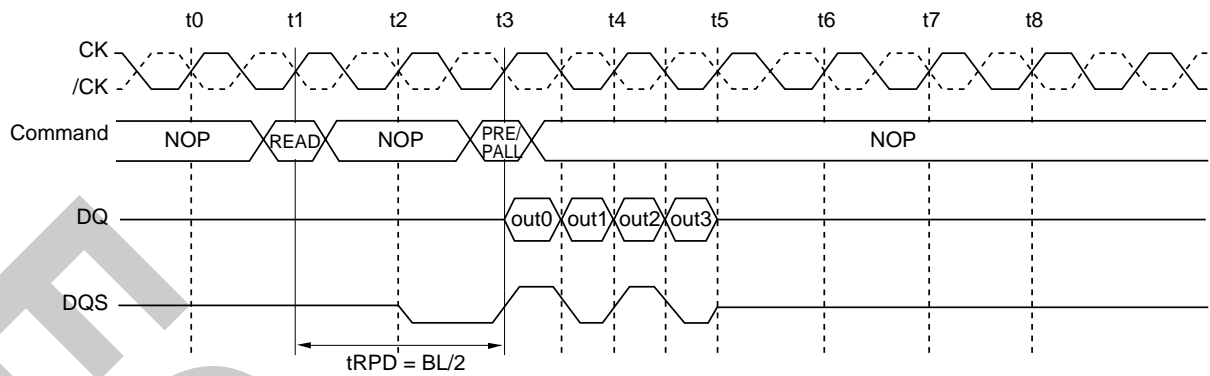 t0 t1 t2 t3 t4 t5 t6 t7 t8
CK
/CK
Command NOP READ NOP PRE/ PALL NOP
DQ out0 out1 out2 out3
DQS
tRPD = BL/2